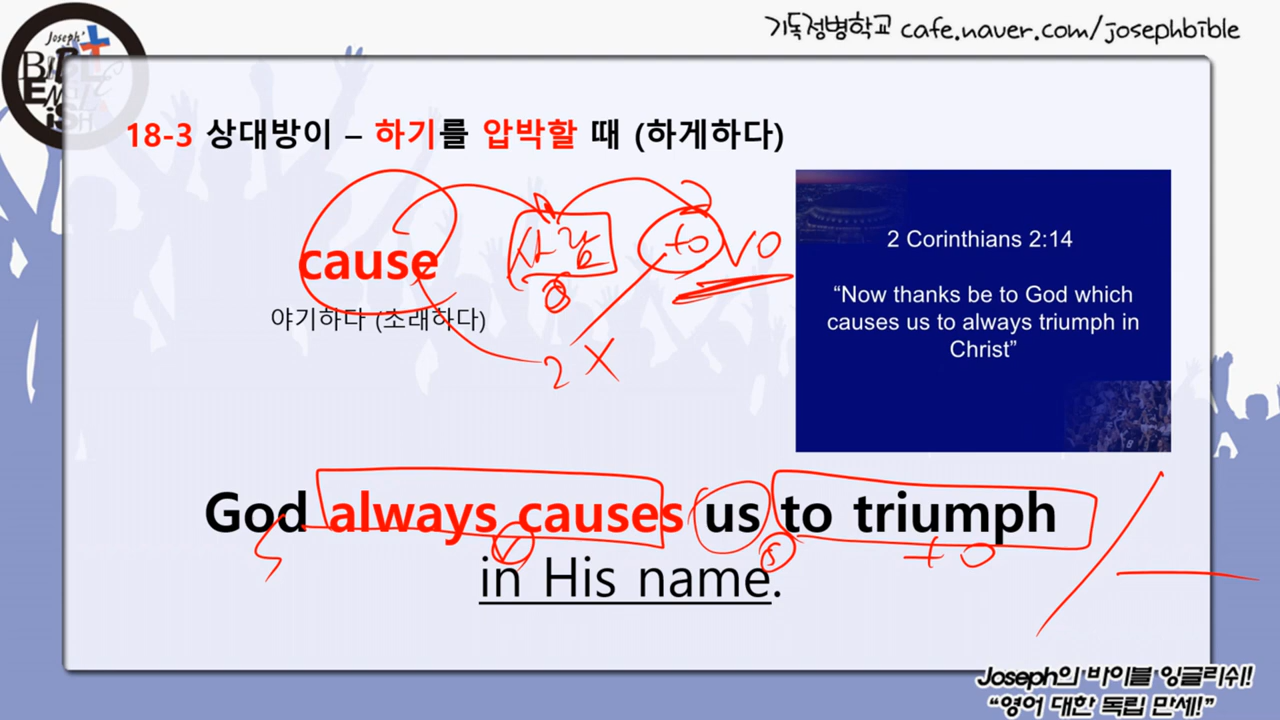 기독정병학교 cafe.naver.com/josephbible
Joseph'
18-3 상대방이 – 하기를 압박할 때 (하게하다)
cause
사람
to
야기하다 (초래하다)
2
2 Corinthians 2:14
“Now thanks be to God which
causes us to always triumph in
Christ”
God always causes us to triumph
in His name.
Joseph의 바이블 잉글리쉬!
“영어 대한 독립 만세!”